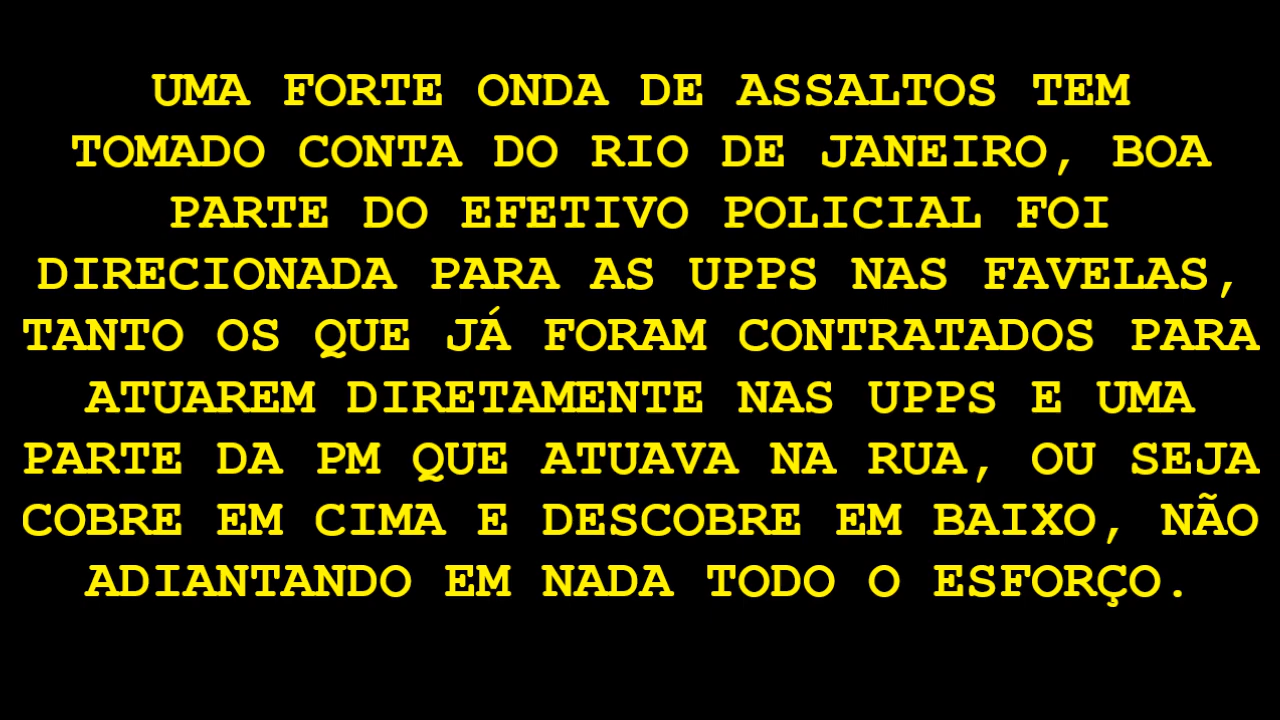 UMA FORTE ONDA DE ASSALTOS TEM
TOMADO CONTA DO RIO DE JANEIRO, BOA
PARTE DO EFETIVO POLICIAL FOI
DIRECIONADA PARA AS UPPS NAS FAVELAS,
TANTO OS QUE JÁ FORAM CONTRATADOS PARA
ATUAREM DIRETAMENTE NAS UPPS E UMA
PARTE DA PM QUE ATUAVA NA RUA, OU SEJA
COBRE EM CIMA E DESCOBRE EM BAIXO, NÃO
ADIANTANDO EM NADA TODO O ESFORÇO.